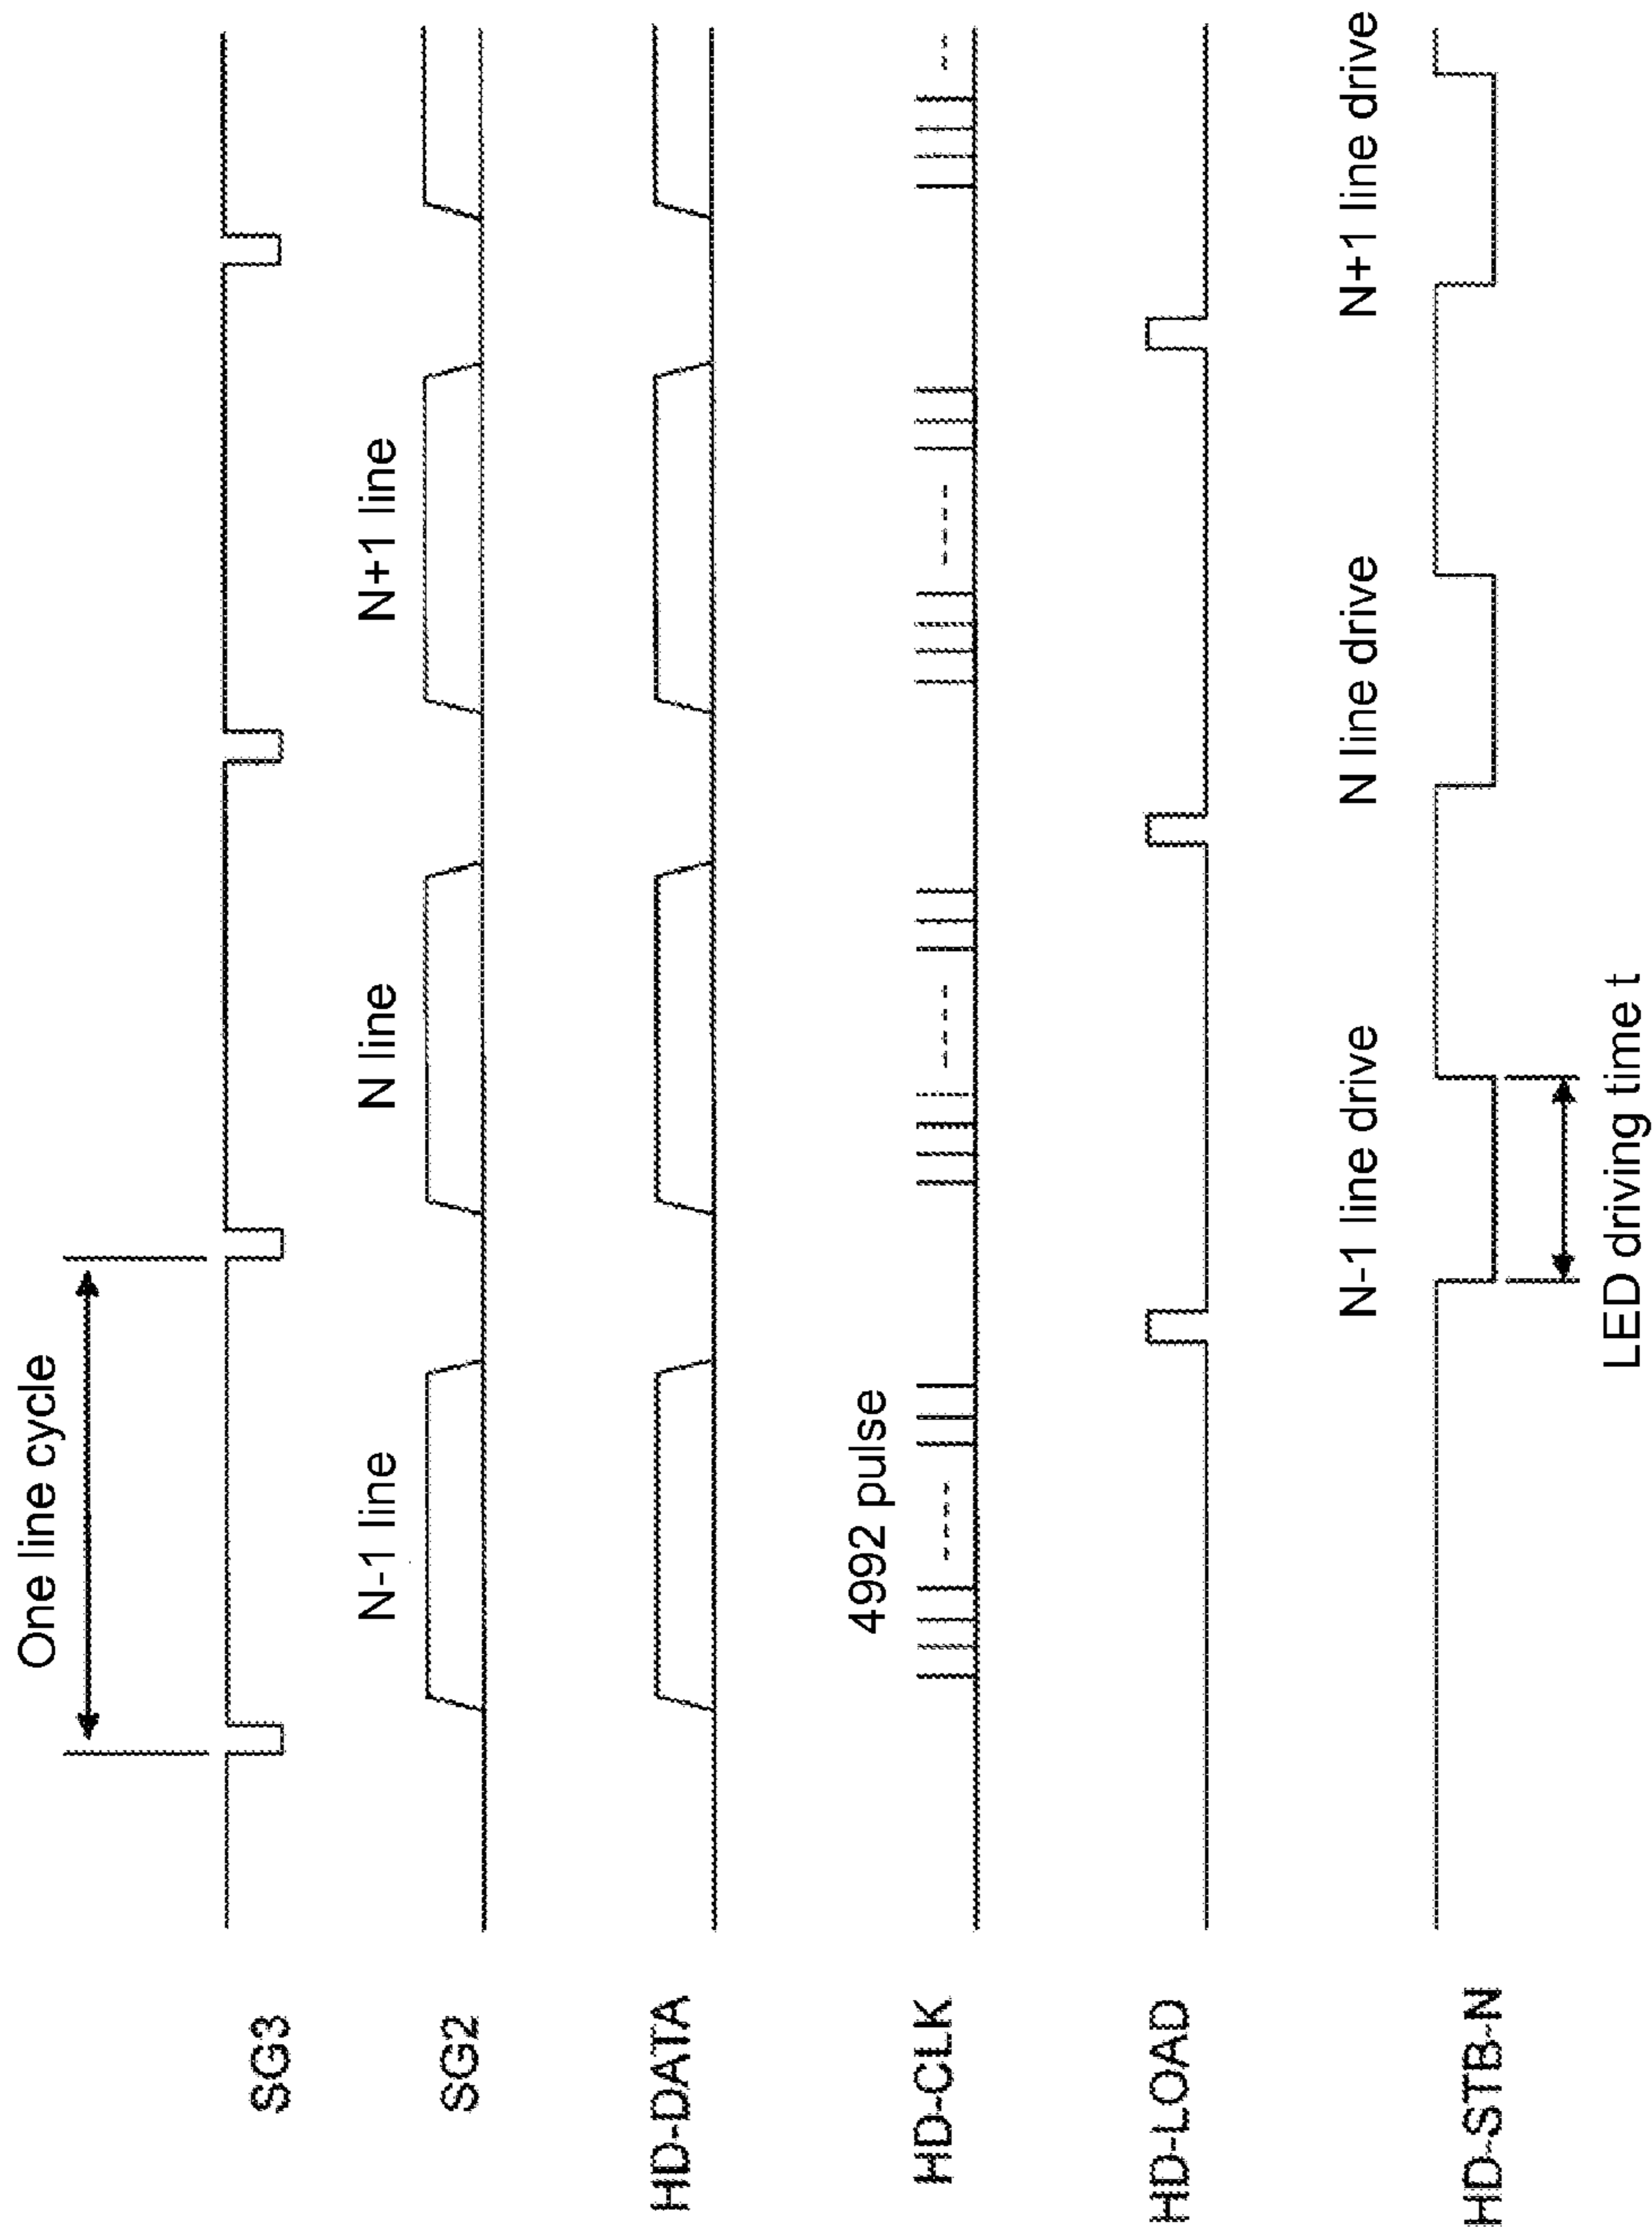 One line cycle
SG3
N-1 line
N line
N+1 line
SG2
HD-DATA
4992 pulse
HD-CLK
HD-LOAD
N-1 line drive
N line drive
N+1 line drive
HD-STB-N
LED driving time t